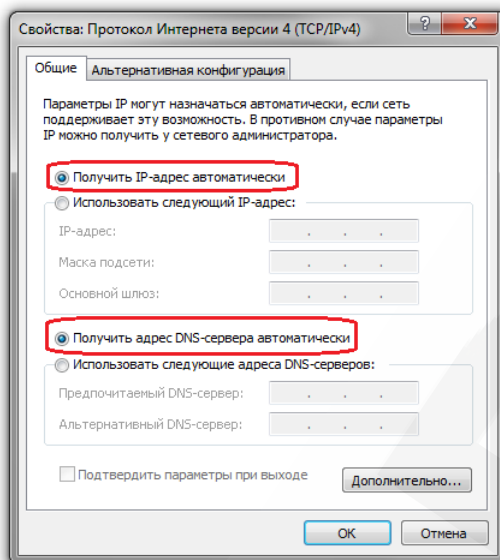 Свойства: Протокол Интернета версии 4 (TCP/IPv4)
Общие
Альтернативная конфигурация
Параметры IP могут назначаться автоматически, если сеть
поддерживает эту возможность. В противном случае параметры
IP можно получить у сетевого администратора.
Получить IP-адрес автоматически
Использовать следующий IP-адрес:
IP-адрес:
Маска подсети:
Основной шлюз:
Получить адрес DNS-сервера автоматически
Использовать следующие адреса DNS-серверов:
Предпочитаемый DNS-сервер:
Альтернативный DNS-сервер:
Подтвердить параметры при выходе
Дополнительно...
ОК
Отмена